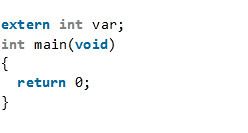 extern int var;
int main(void)
{
  return 0;
}